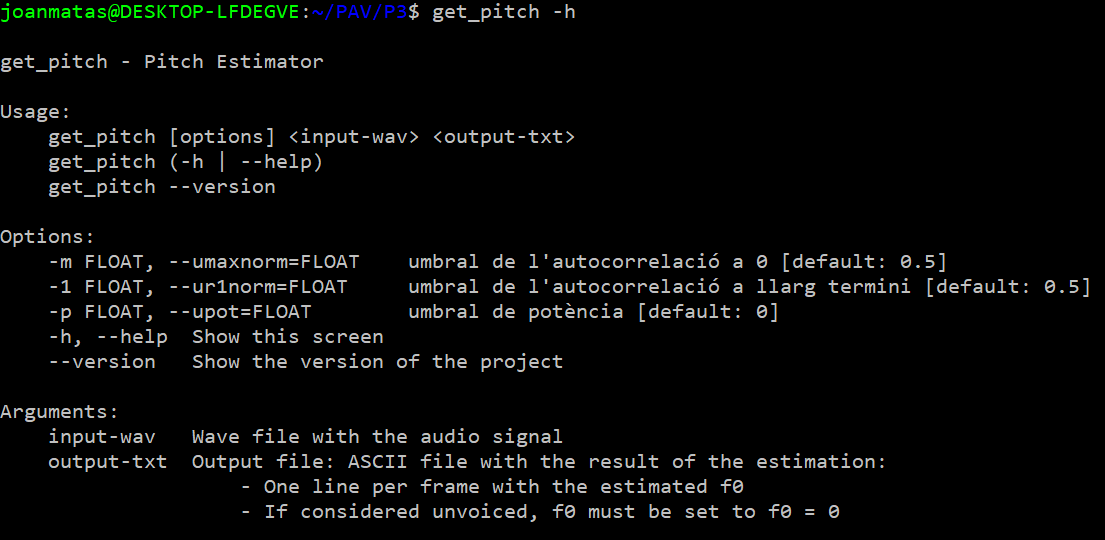 joanmatas@DESKTOP-LFDEGVE:~/PAV/P3$ get_pitch -h
get_pitch - Pitch Estimator
Usage:
get_pitch [options] <input-wav> <output-txt>
get_pitch (-h | --help)
get_pitch --version
Options:
-m FLOAT, --umaxnorm=FLOAT    umbral de l'autocorrelació a 0 [default: 0.5]
-1 FLOAT, --ur1norm=FLOAT     umbral de l'autocorrelació a llarg termini [default: 0.5]
-p FLOAT, --upot=FLOAT        umbral de potència [default: 0]
-h, --help  Show this screen
--version   Show the version of the project
Arguments:
input-wav   Wave file with the audio signal
output-txt  Output file: ASCII file with the result of the estimation:
- One line per frame with the estimated f0
- If considered unvoiced, f0 must be set to f0 = 0